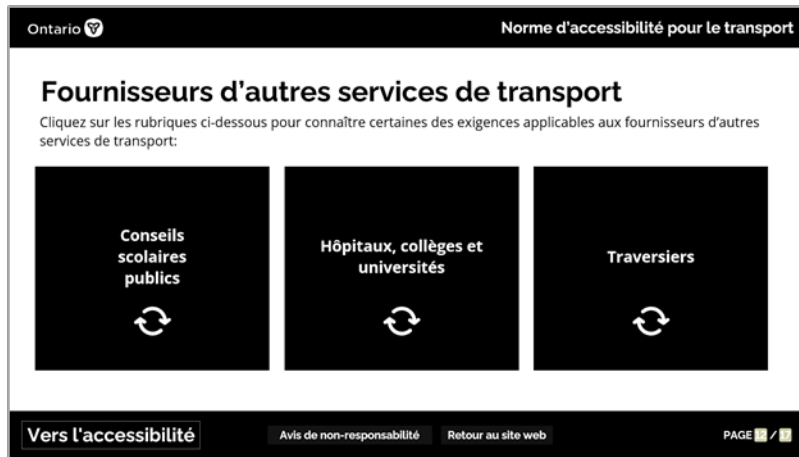 Ontario
Norme d'accessibilité pour le transport
Fournisseurs d'autres services de transport
Cliquez sur les rubriques ci-dessous pour connaître certaines des exigences applicables aux fournisseurs d'autres
services de transport:
Conseils
scolaires
publics
Hôpitaux, collèges et
universités
Traversiers
Vers l'accessibilité
Avis de non-responsabilité
Retour au site web
PAGE 12 / 17